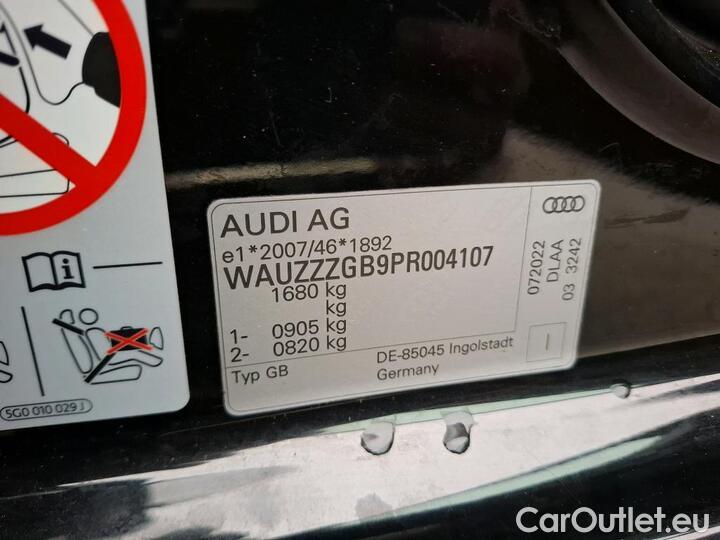 AUDI AG
e1*2007/46*1892
WAUZZZGB9PR004107
1680 kg
kg
1- 0905 kg
2- 0820 kg
Typ GB
DE-85045 Ingolstadt
Germany
072022
DLAA
03 3242
5G0 010 029 J
CarOutlet.eu